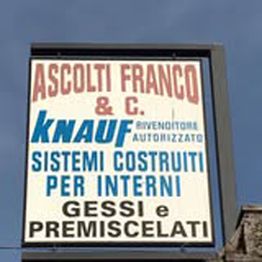 ASCOLTI FRANCO
& C.
KNAUF RIVENDITORE
AUTORIZZATO
SISTEMI COSTRUITI
PER INTERNI
GESSI e
PREMISCELATI